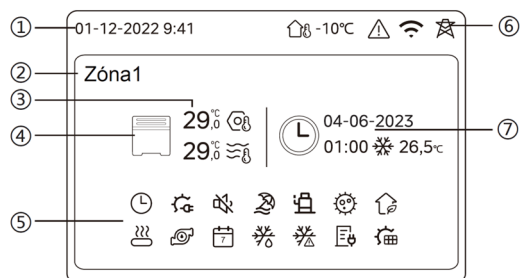 ① 01-12-2022 9:41 -10℃ ⑥
② Zóna1
③
④ 29,0 ℃ 04-06-2023 ⑦
29,0 ℃ 01:00 26,5℃
⑤
7